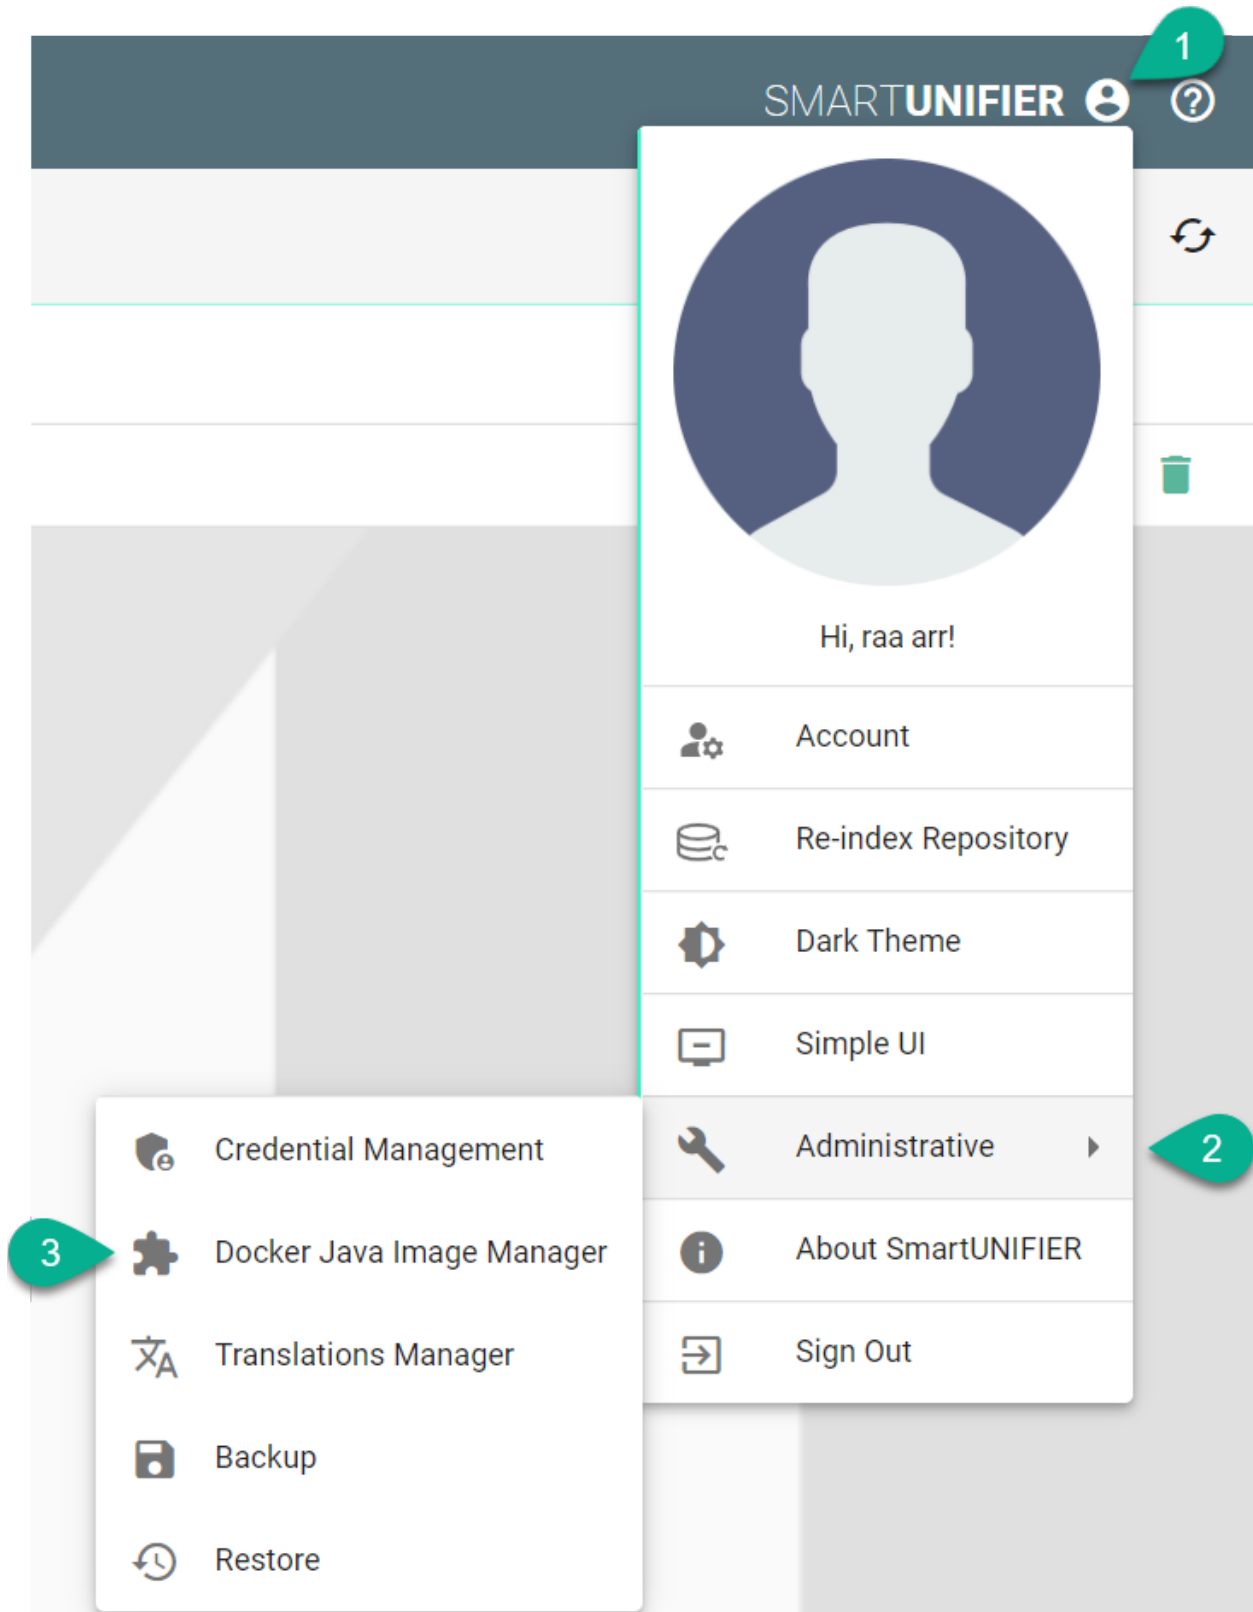 1
SMARTUNIFIER
Hi, raa arr!
Account
Re-index Repository
Dark Theme
Simple UI
Administrative
2
About SmartUNIFIER
Sign Out
Credential Management
3
Docker Java Image Manager
Translations Manager
Backup
Restore